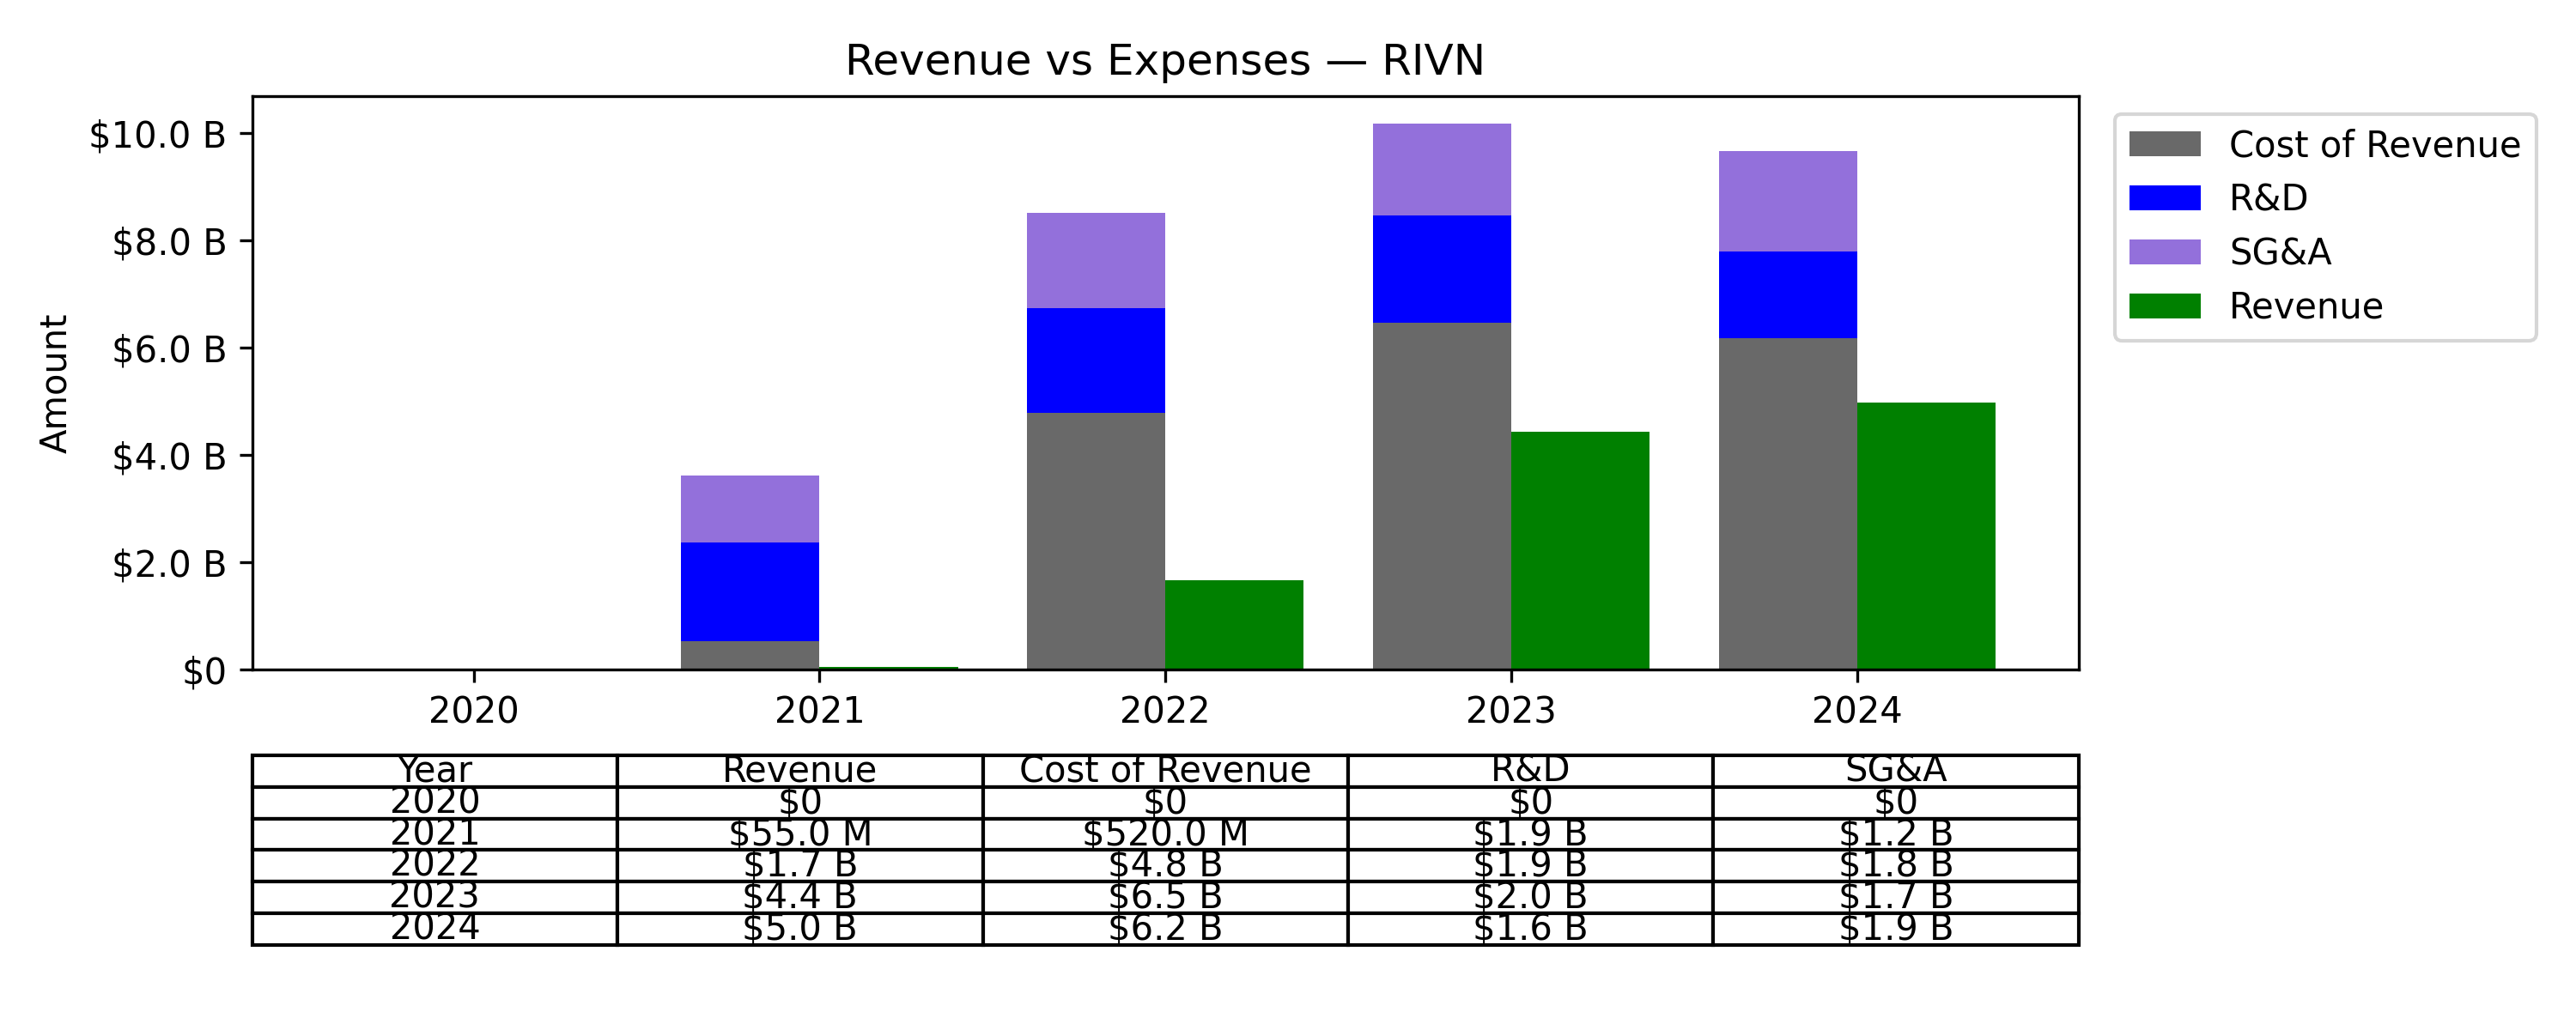 Revenue vs Expenses — RIVN
$10.0 B
$8.0 B
$6.0 B
$4.0 B
$2.0 B
$0
Amount
2020 2021 2022 2023 2024
Cost of Revenue
R&D
SG&A
Revenue
Year Revenue Cost of Revenue R&D SG&A
2020 $0 $0 $0 $0
2021 $55.0 M $520.0 M $1.9 B $1.2 B
2022 $1.7 B $4.8 B $1.9 B $1.8 B
2023 $4.4 B $6.5 B $2.0 B $1.7 B
2024 $5.0 B $6.2 B $1.6 B $1.9 B